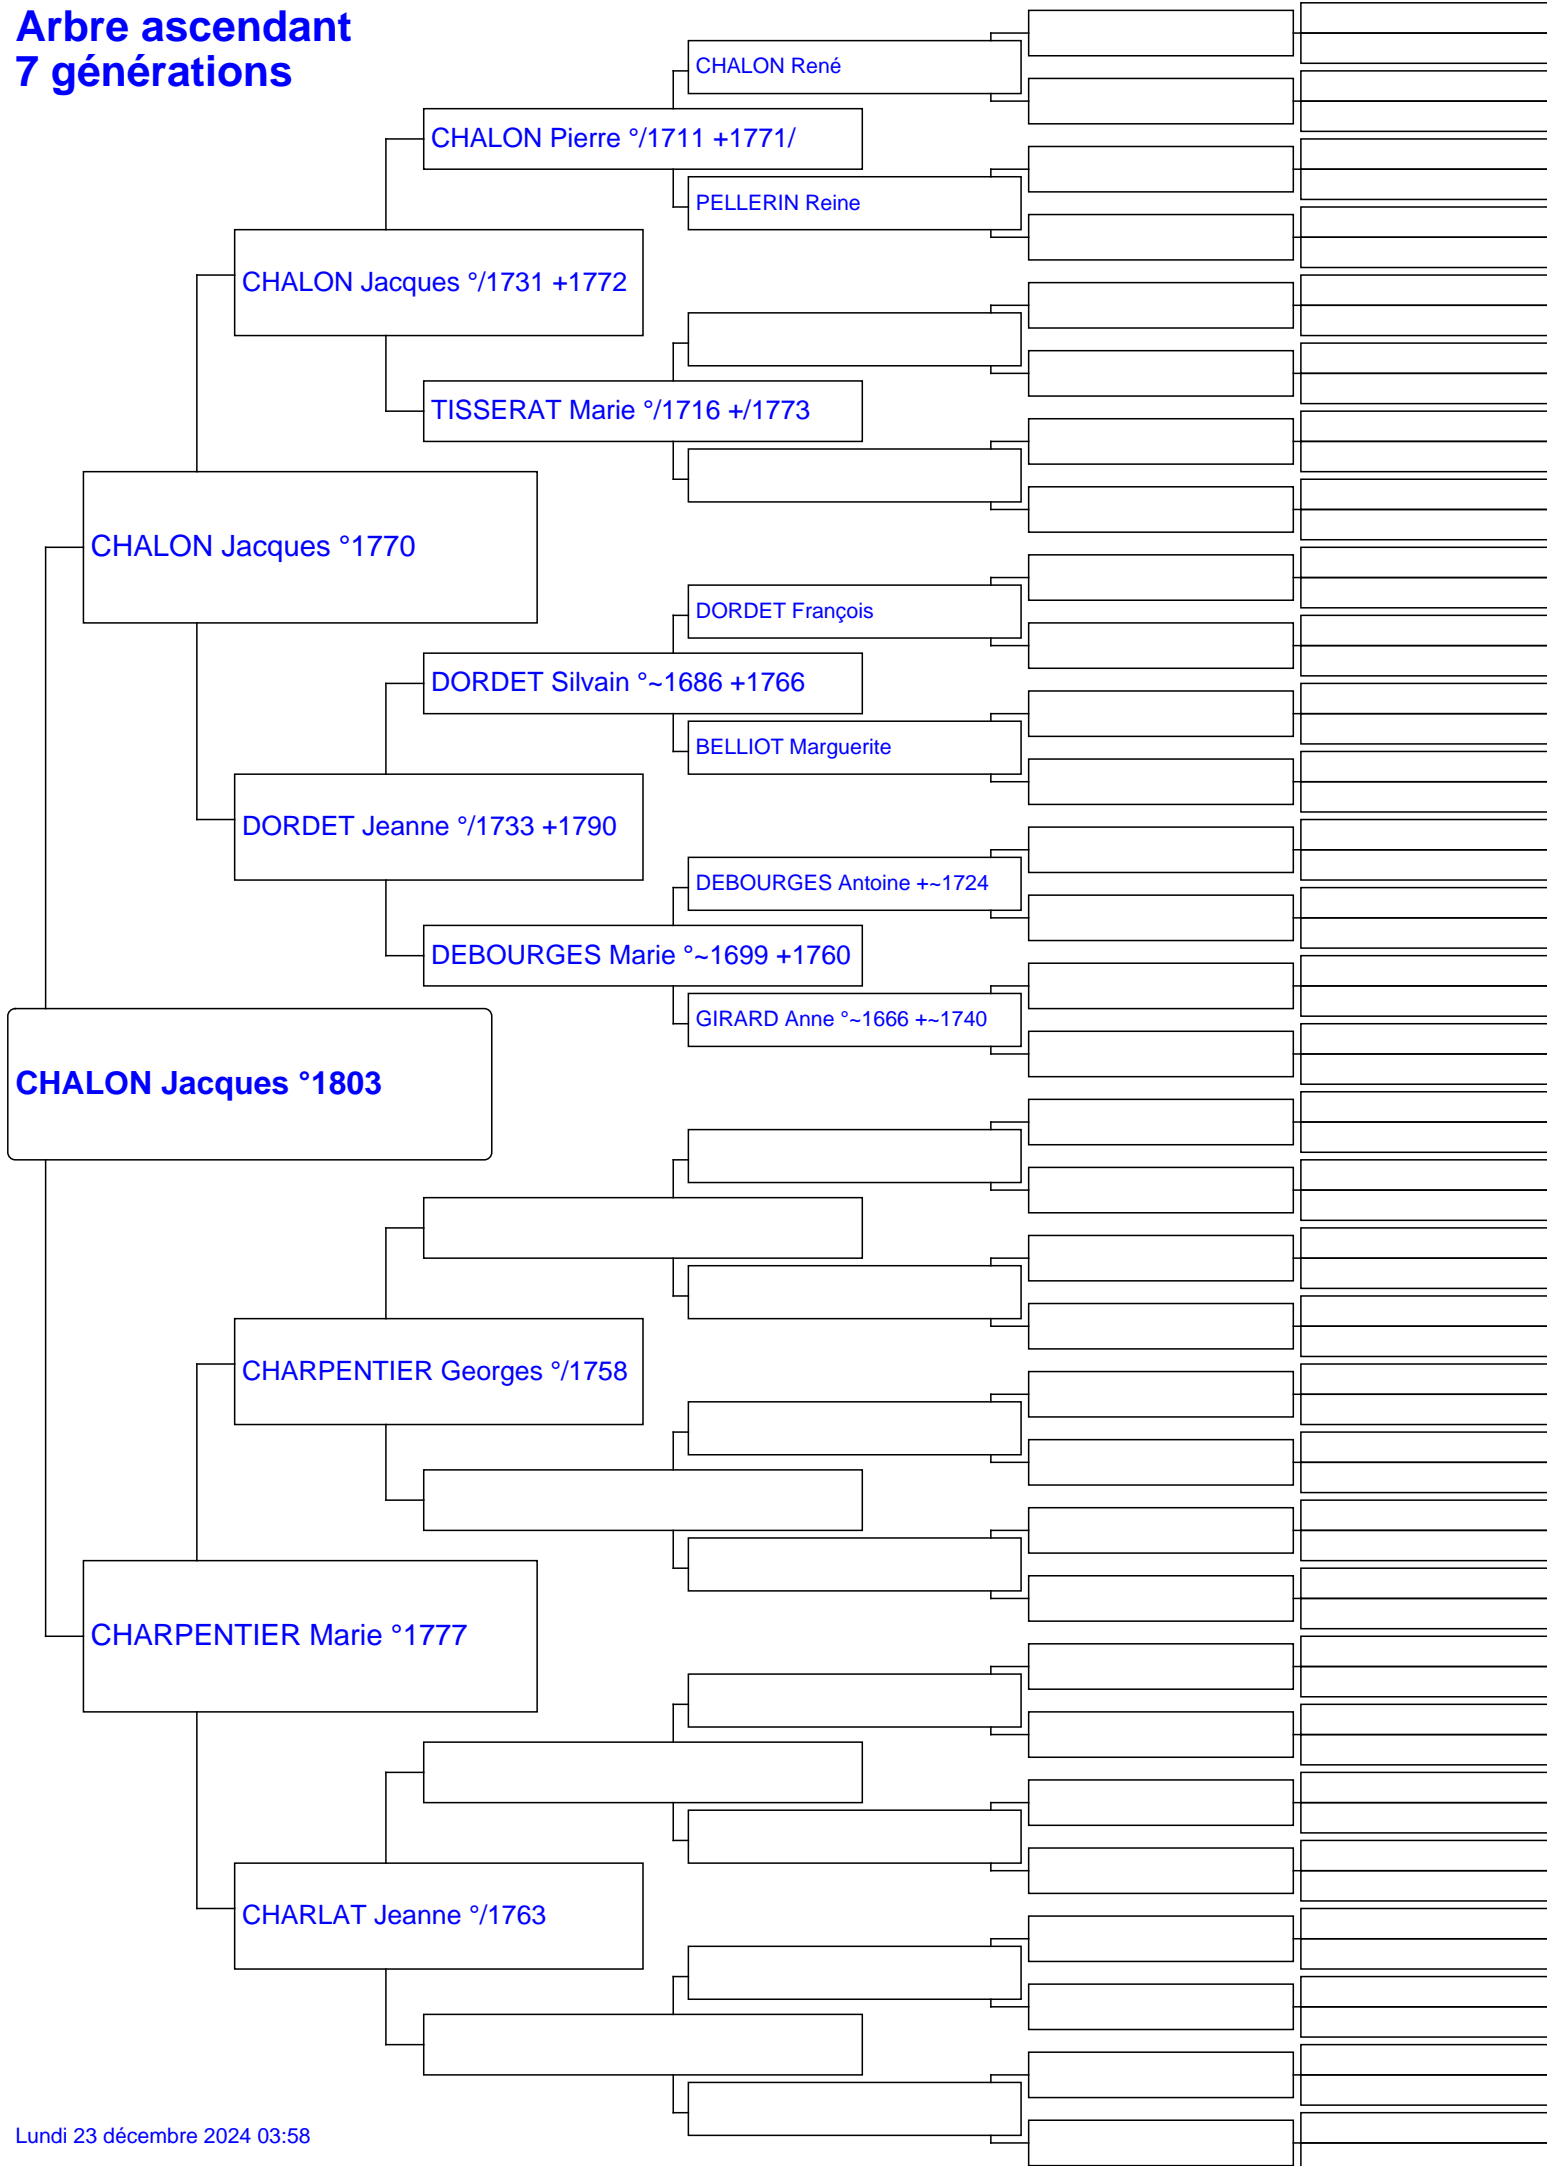 Arbre ascendant
7 générations
CHALON René
CHALON Pierre °/1711 +1771/
PELLERIN Reine
CHALON Jacques °/1731 +1772
TISSERAT Marie °/1716 +/1773
CHALON Jacques °1770
DORDET François
DORDET Silvain °~1686 +1766
BELLIOT Marguerite
DORDET Jeanne °/1733 +1790
DEBOURGES Antoine +~1724
DEBOURGES Marie °~1699 +1760
GIRARD Anne °~1666 +~1740
CHALON Jacques °1803
CHARPENTIER Georges °/1758
CHARPENTIER Marie °1777
CHARLAT Jeanne °/1763
Lundi 23 décembre 2024 03:58